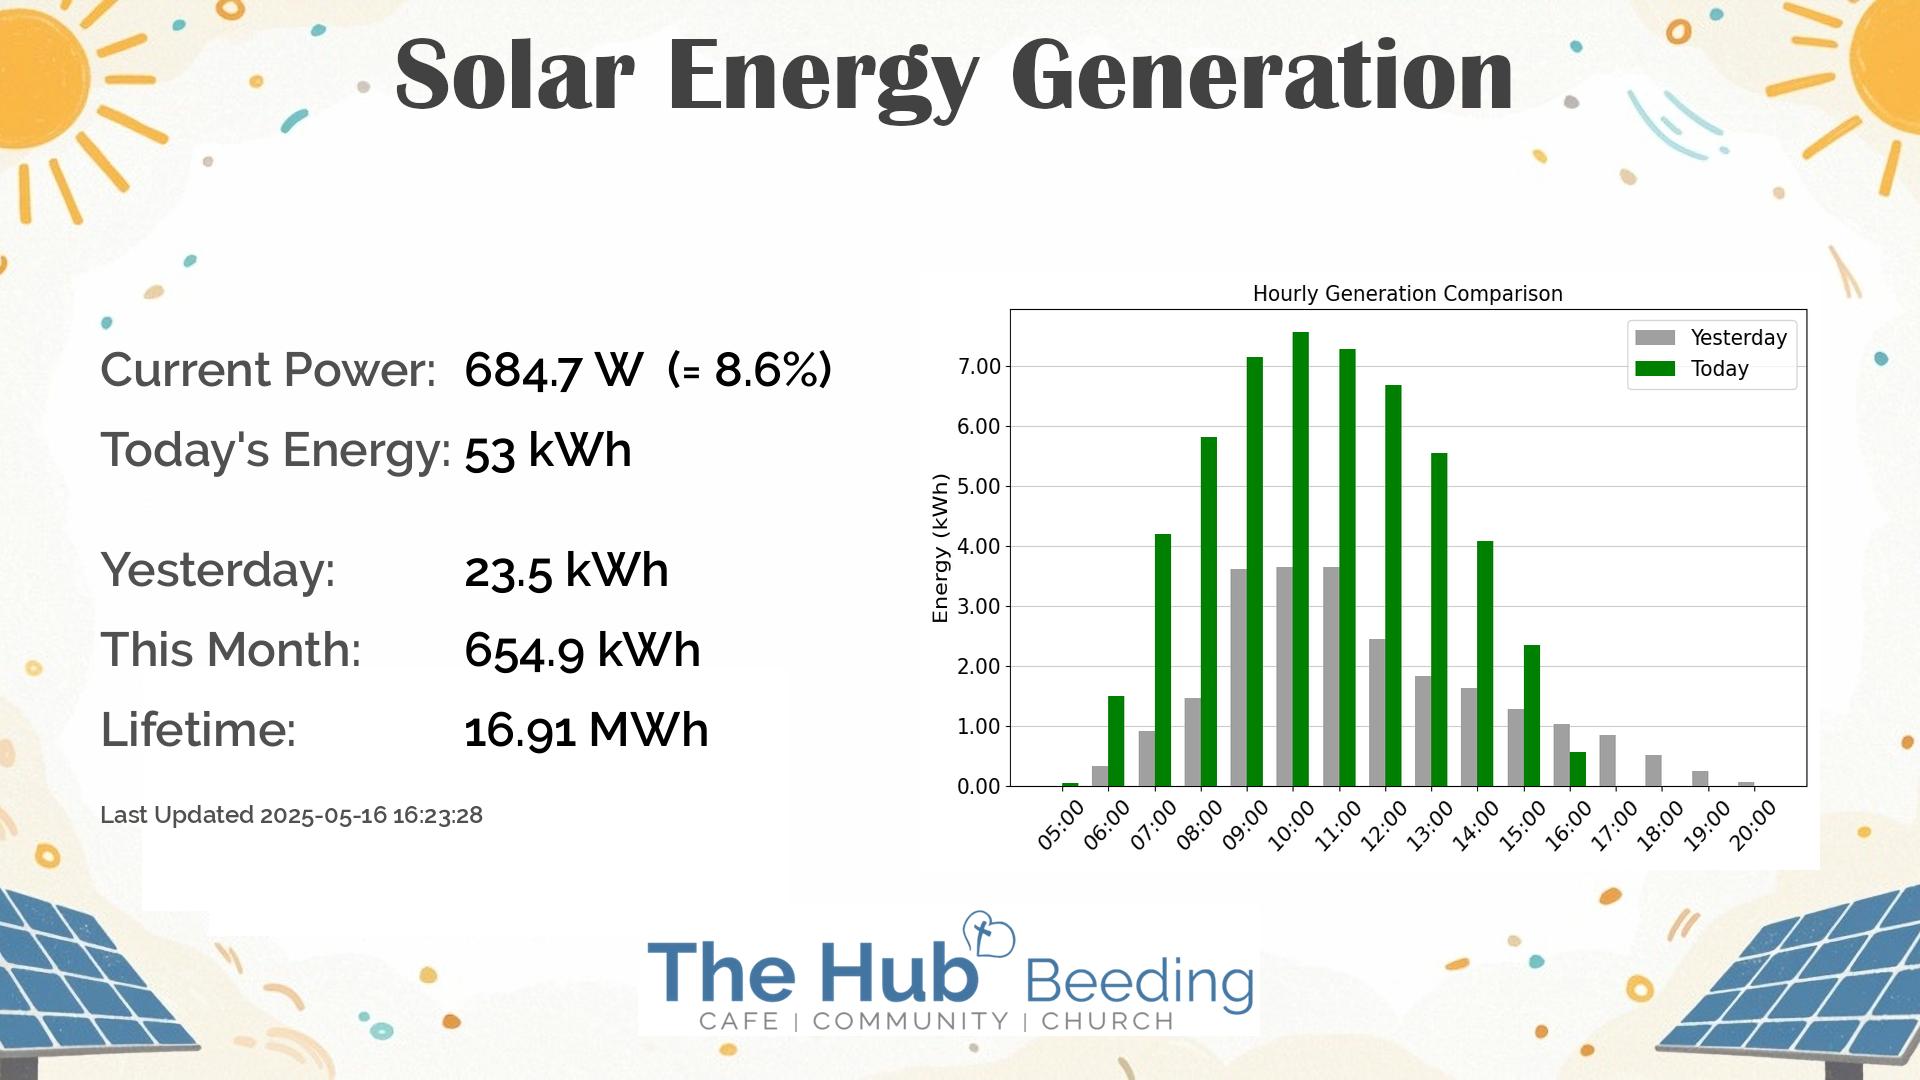 Solar Energy Generation
Current Power: 684.7 W (= 8.6%)
Today's Energy: 53 kWh
Yesterday: 23.5 kWh
This Month: 654.9 kWh
Lifetime: 16.91 MWh
Last Updated 2025-05-16 16:23:28
Hourly Generation Comparison
Yesterday
Today
Energy (kWh)
7.00
6.00
5.00
4.00
3.00
2.00
1.00
0.00
05:00 06:00 07:00 08:00 09:00 10:00 11:00 12:00 13:00 14:00 15:00 16:00 17:00 18:00 19:00 20:00
The Hub Beeding
CAFE | COMMUNITY | CHURCH